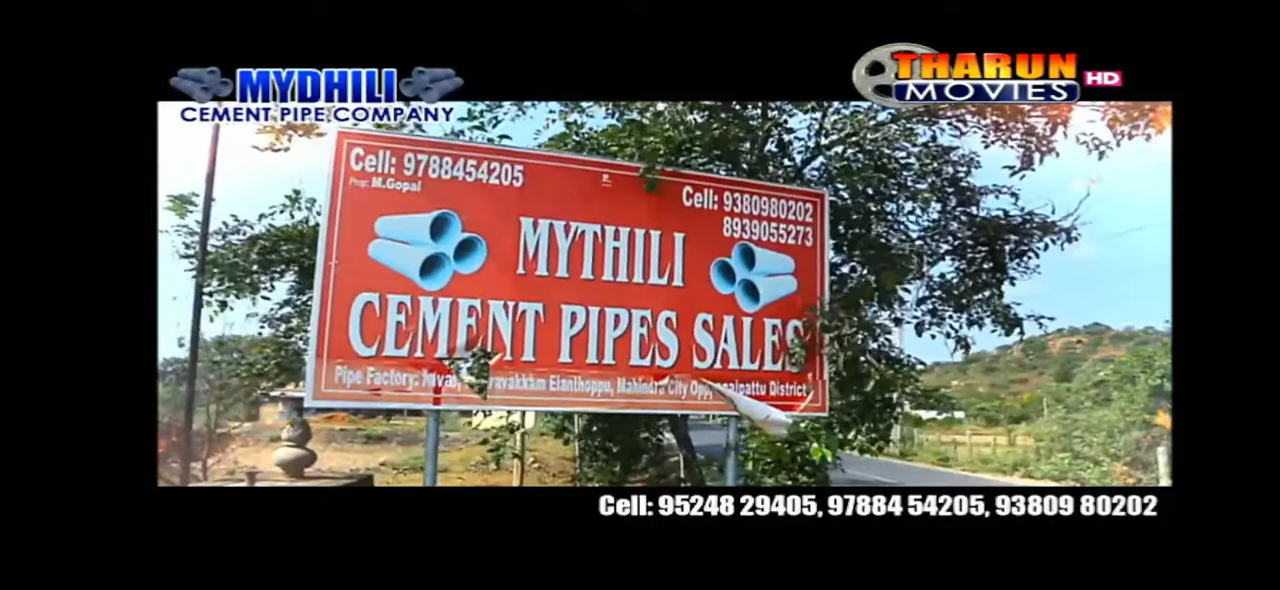 MYDHILI
CEMENT PIPE COMPANY
THARUN
MOVIES HD
Cell: 9788454205
Prop: M.Gopal
Cell: 9380980202
8939055273
MYTHILI
CEMENT PIPES SALES
Pipe Factory: Elanthoppu, Mahindra City Opp, District
Cell: 95248 29405, 97884 54205, 93809 80202